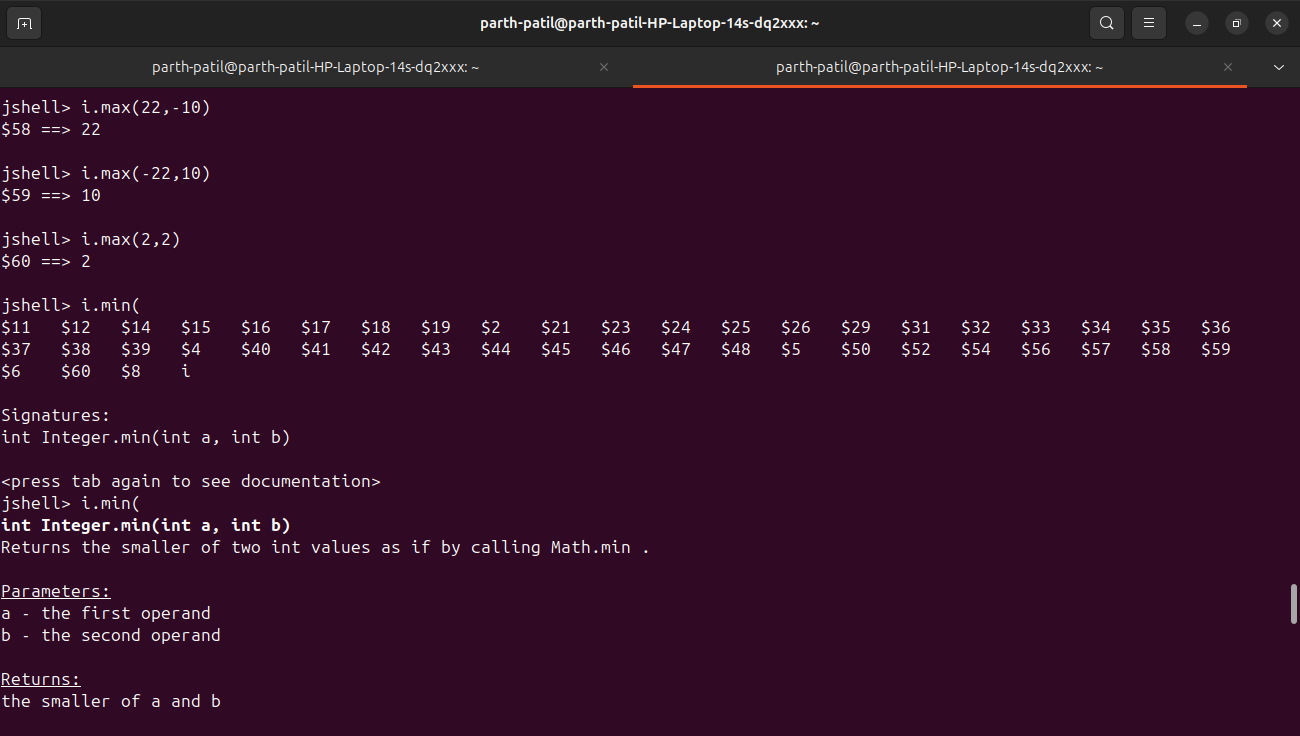 parth-patil@parth-patil-HP-Laptop-14s-dq2xxx: ~
parth-patil@parth-patil-HP-Laptop-14s-dq2xxx: ~
parth-patil@parth-patil-HP-Laptop-14s-dq2xxx: ~
jshell> i.max(22,-10)
$58 ==> 22
jshell> i.max(-22,10)
$59 ==> 10
jshell> i.max(2,2)
$60 ==> 2
jshell> i.min(
$11 $12 $14 $15 $16 $17 $18 $19 $2 $21 $23 $24 $25 $26 $29 $31 $32 $33 $34 $35 $36
$37 $38 $39 $4 $40 $41 $42 $43 $44 $45 $46 $47 $48 $5 $50 $52 $54 $56 $57 $58 $59
$6 $60 $8 i
Signatures:
int Integer.min(int a, int b)
<press tab again to see documentation>
jshell> i.min(
int Integer.min(int a, int b)
Returns the smaller of two int values as if by calling Math.min .
Parameters:
a - the first operand
b - the second operand
Returns:
the smaller of a and b